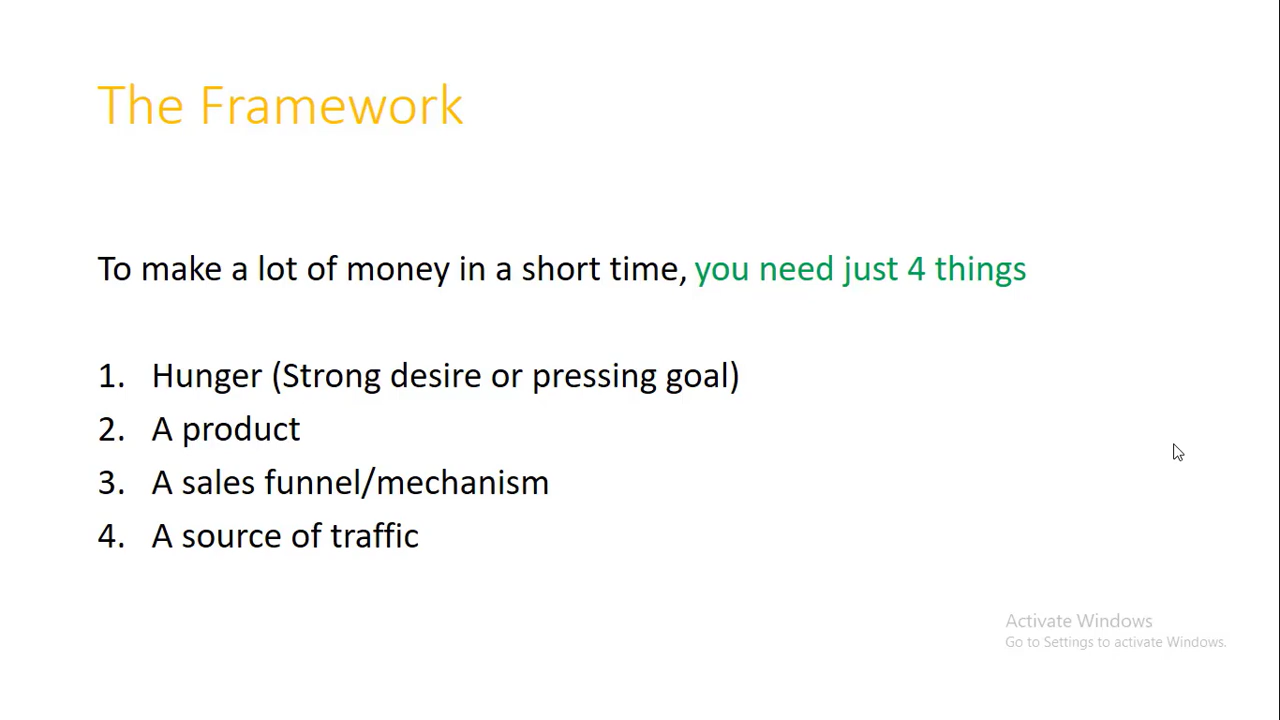 The Framework
To make a lot of money in a short time, you need just 4 things
1. Hunger (Strong desire or pressing goal)
2. A product
3. A sales funnel/mechanism
4. A source of traffic
Activate Windows
Go to Settings to activate Windows.